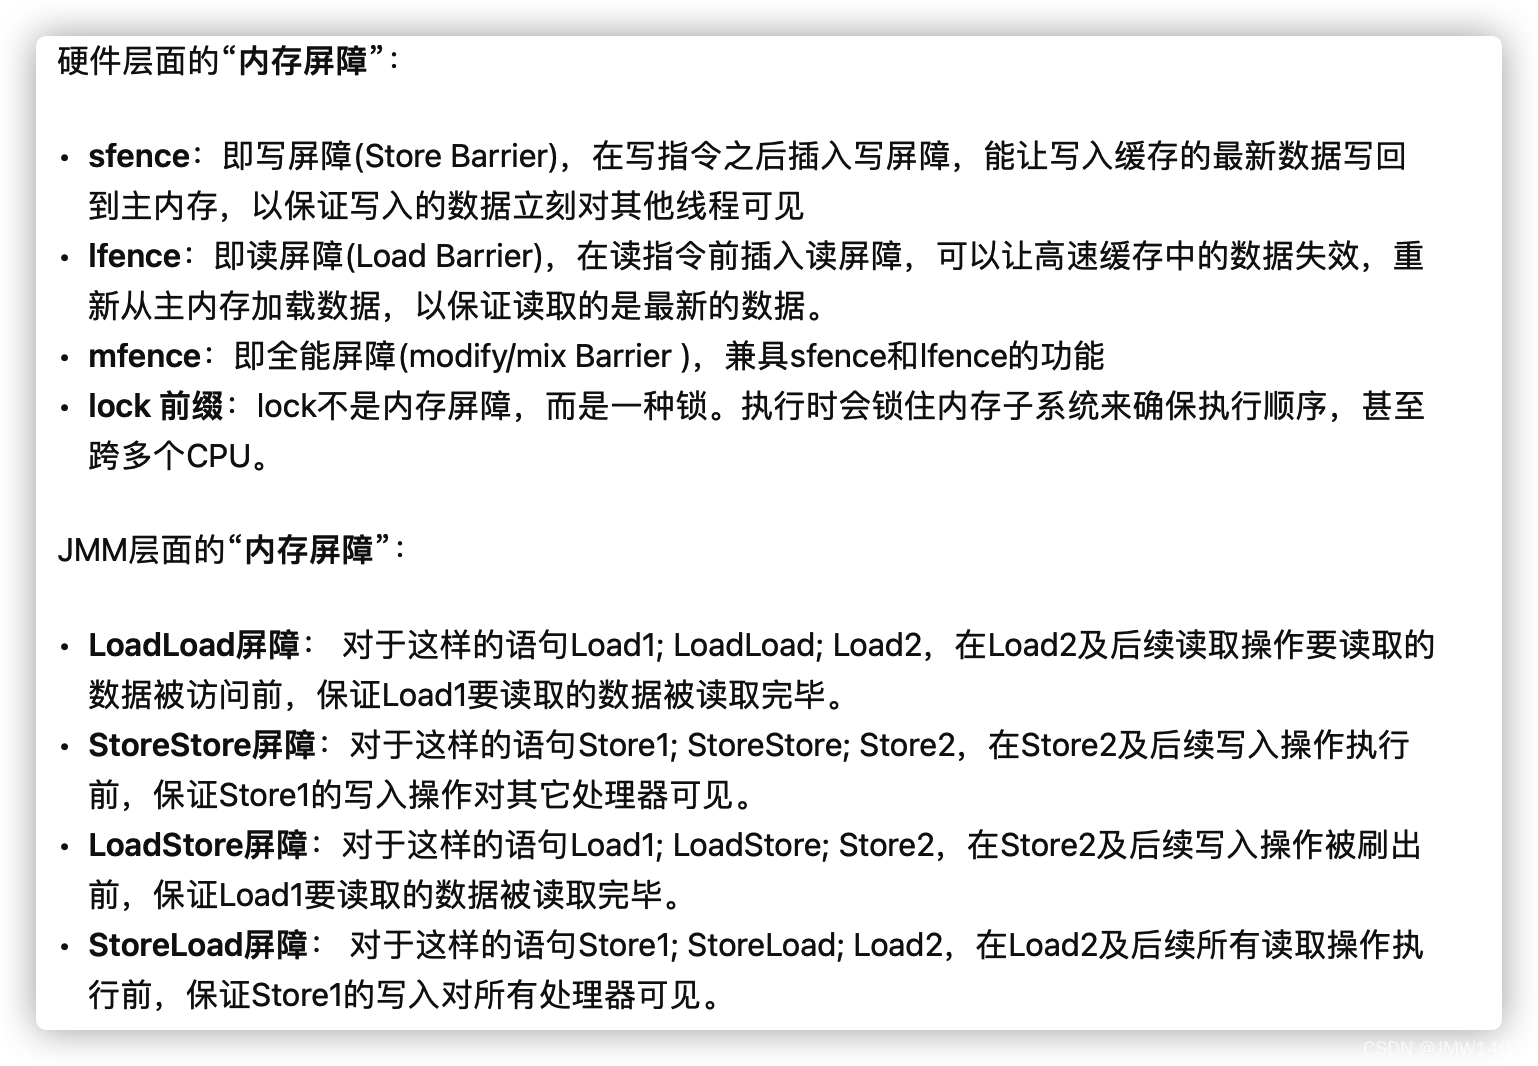 硬件层面的“内存屏障”：
• sfence：即写屏障(Store Barrier)，在写指令之后插入写屏障，能让写入缓存的最新数据写回
到主内存，以保证写入的数据立刻对其他线程可见
• lfence：即读屏障(Load Barrier)，在读指令前插入读屏障，可以让高速缓存中的数据失效，重
新从主内存加载数据，以保证读取的是最新的数据。
• mfence：即全能屏障(modify/mix Barrier )，兼具sfence和lfence的功能
• lock 前缀：lock不是内存屏障，而是一种锁。执行时会锁住内存子系统来确保执行顺序，甚至
跨多个CPU。
JMM层面的“内存屏障”：
• LoadLoad屏障： 对于这样的语句Load1; LoadLoad; Load2，在Load2及后续读取操作要读取的
数据被访问前，保证Load1要读取的数据被读取完毕。
• StoreStore屏障：对于这样的语句Store1; StoreStore; Store2，在Store2及后续写入操作执行
前，保证Store1的写入操作对其它处理器可见。
• LoadStore屏障：对于这样的语句Load1; LoadStore; Store2，在Store2及后续写入操作被刷出
前，保证Load1要读取的数据被读取完毕。
• StoreLoad屏障： 对于这样的语句Store1; StoreLoad; Load2，在Load2及后续所有读取操作执
行前，保证Store1的写入对所有处理器可见。
CSDN